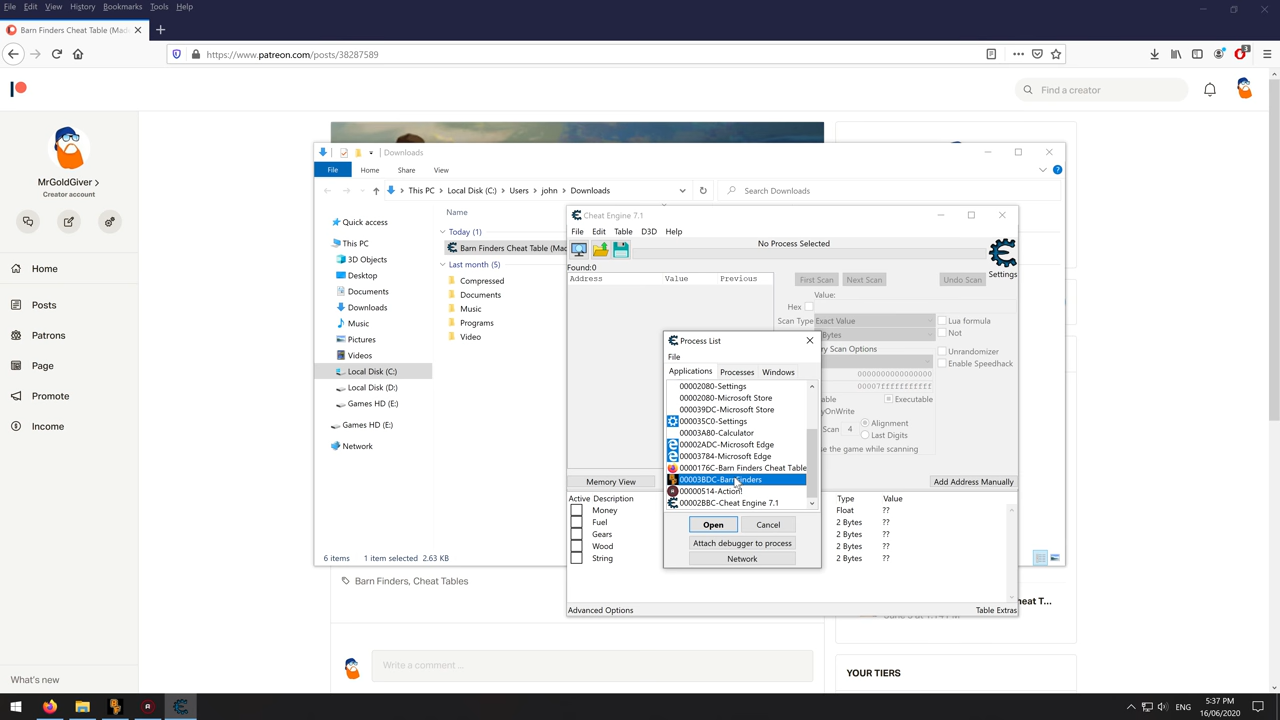 File Edit View History Bookmarks Tools Help
Barn Finders Cheat Table (Mad
https://www.patreon.com/posts/38287589
3
Find a creator
MrGoldGiver
Creator account
Home
Posts
Patrons
Page
Promote
Income
What's new
Downloads
File Home Share View
This PC Local Disk (C:) Users john Downloads
Search Downloads
Quick access
This PC
3D Objects
Desktop
Documents
Downloads
Music
Pictures
Videos
Local Disk (C:)
Local Disk (D:)
Games HD (E:)
Games HD (E:)
Network
Name
Today (1)
Barn Finders Cheat Table (Mad
Last month (5)
Compressed
Documents
Music
Programs
Video
6 items 1 item selected 2.63 KB
Cheat Engine 7.1
File Edit Table D3D Help
No Process Selected
Found:0
Address Value Previous
Settings
First Scan Next Scan Undo Scan
Value:
Hex
Scan Type Exact Value
Bytes
Lua formula
Not
ry Scan Options
Unrandomizer
Enable Speedhack
0000000000000000
00007fffffffffff
able Executable
yOnWrite
Scan 4 Alignment
Last Digits
e the game while scanning
Memory View
Add Address Manually
Active Description Type Value
Money Float ??
Fuel 2 Bytes ??
Gears 2 Bytes ??
Wood 2 Bytes ??
String 2 Bytes ??
Advanced Options Table Extras
Process List
File
Applications Processes Windows
00002080-Settings
00002080-Microsoft Store
000039DC-Microsoft Store
000035C0-Settings
00003A80-Calculator
00002ADC-Microsoft Edge
00003784-Microsoft Edge
0000176C-Barn Finders Cheat Table
00003BDC-BarnFinders
00000514-Action!
00002BBC-Cheat Engine 7.1
Open Cancel
Attach debugger to process
Network
Barn Finders, Cheat Tables
Write a comment ...
heat T...
YOUR TIERS
ENG
5:37 PM
16/06/2020